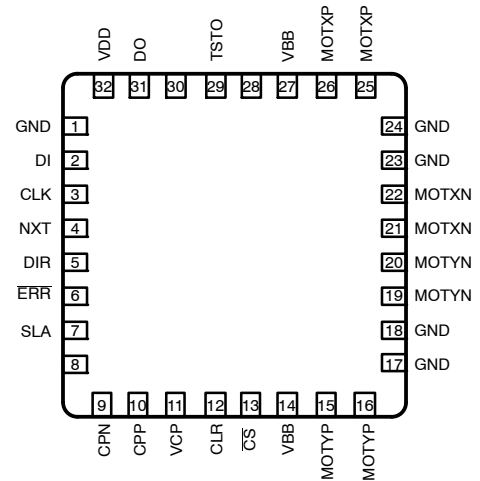 VDD DO TSTO VBB MOTXP MOTXP
32 31 30 29 28 27 26 25
GND 1 24 GND
DI 2 23 GND
CLK 3 22 MOTXN
NXT 4 21 MOTXN
DIR 5 20 MOTYN
ERR 6 19 MOTYN
SLA 7 18 GND
8 17 GND
9 10 11 12 13 14 15 16
CPN CPP VCP CLR CS VBB MOTYP MOTYP